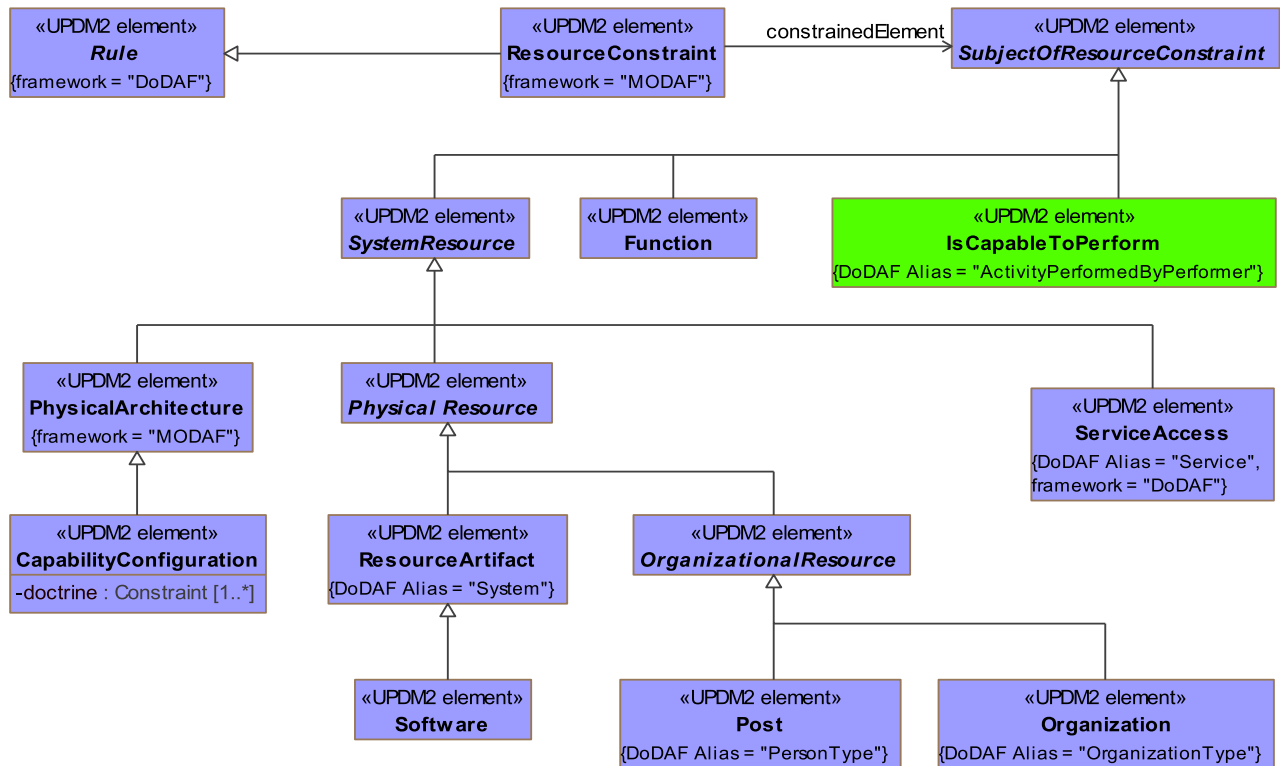 «UPDM2 element»
Rule
{framework = "DoDAF"}
«UPDM2 element»
ResourceConstraint
{framework = "MODAF"}
constrainedElement
«UPDM2 element»
SubjectOfResourceConstraint
«UPDM2 element»
SystemResource
«UPDM2 element»
Function
«UPDM2 element»
IsCapableToPerform
{DoDAF Alias = "ActivityPerformedByPerformer"}
«UPDM2 element»
PhysicalArchitecture
{framework = "MODAF"}
«UPDM2 element»
Physical Resource
«UPDM2 element»
ServiceAccess
{DoDAF Alias = "Service",
framework = "DoDAF"}
«UPDM2 element»
CapabilityConfiguration
-doctrine : Constraint [1..*]
«UPDM2 element»
ResourceArtifact
{DoDAF Alias = "System"}
«UPDM2 element»
OrganizationalResource
«UPDM2 element»
Software
«UPDM2 element»
Post
{DoDAF Alias = "PersonType"}
«UPDM2 element»
Organization
{DoDAF Alias = "OrganizationType"}